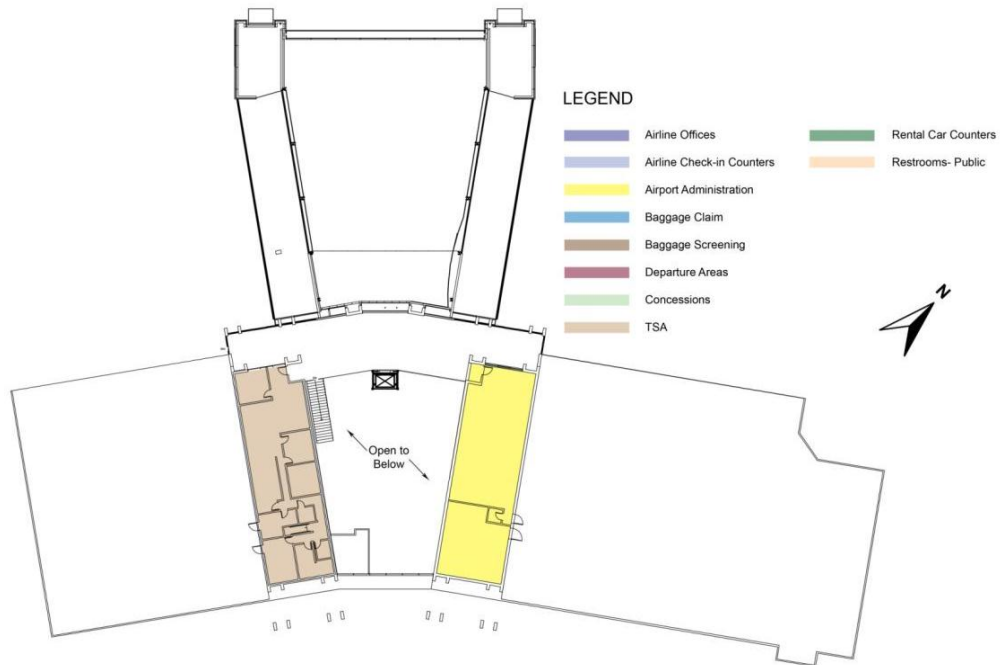 LEGEND
Airline Offices
Airline Check-in Counters
Airport Administration
Baggage Claim
Baggage Screening
Departure Areas
Concessions
TSA
Rental Car Counters
Restrooms- Public
N
Open to
Below